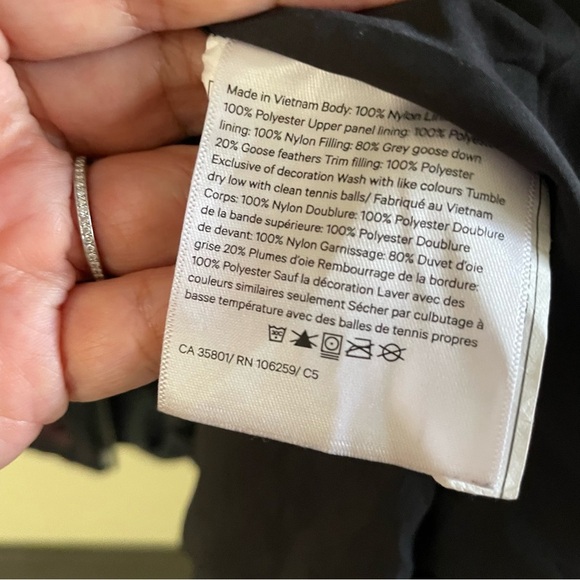 Made in Vietnam Body: 100% Nylon
100% Polyester Upper panel lining: 100%
lining: 100% Nylon Filling: 80% Grey goose down
20% Goose feathers Trim filling: 100% Polyester
Exclusive of decoration Wash with like colours Tumble
dry low with clean tennis balls/ Fabriqué au Vietnam
Corps: 100% Nylon Doublure: 100% Polyester Doublure
de la bande supérieure: 100% Polyester Doublure
de devant: 100% Nylon Garnissage: 80% Duvet d'oie
grise 20% Plumes d'oie Rembourrage de la bordure:
100% Polyester Sauf la décoration Laver avec des
couleurs similaires seulement Sécher par culbutage à
basse température avec des balles de tennis propres
30C
CA 35801/ RN 106259/ C5